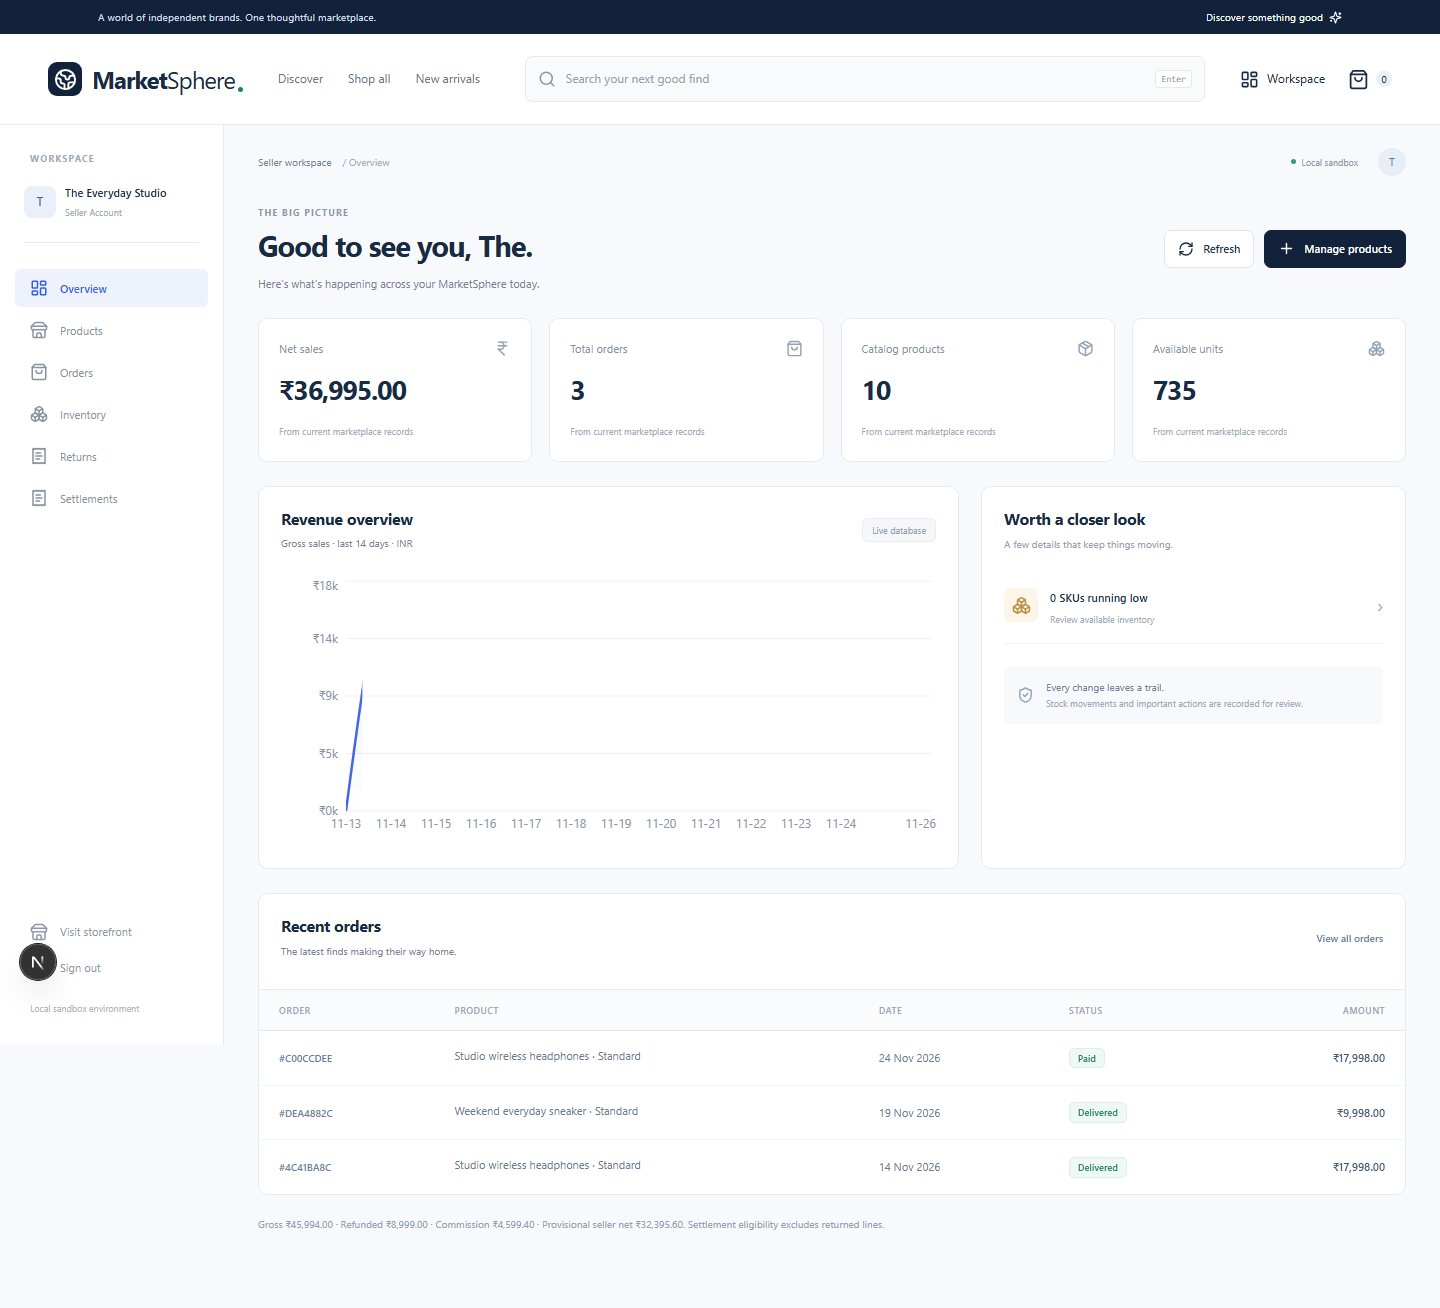 A world of independent brands. One thoughtful marketplace.
Discover something good
MarketSphere.
Discover
Shop all
New arrivals
Search your next good find
Enter
Workspace
0
WORKSPACE
T
The Everyday Studio
Seller Account
Overview
Products
Orders
Inventory
Returns
Settlements
Visit storefront
N
Sign out
Local sandbox environment
Seller workspace / Overview
Local sandbox
T
THE BIG PICTURE
Good to see you, The.
Here's what's happening across your MarketSphere today.
Refresh
Manage products
Net sales
₹
₹36,995.00
From current marketplace records
Total orders
3
From current marketplace records
Catalog products
10
From current marketplace records
Available units
735
From current marketplace records
Revenue overview
Gross sales · last 14 days · INR
Live database
₹18k
₹14k
₹9k
₹5k
₹0k
11-13 11-14 11-15 11-16 11-17 11-18 11-19 11-20 11-21 11-22 11-23 11-24 11-26
Worth a closer look
A few details that keep things moving.
0 SKUs running low
Review available inventory
Every change leaves a trail.
Stock movements and important actions are recorded for review.
Recent orders
The latest finds making their way home.
View all orders
ORDER PRODUCT DATE STATUS AMOUNT
#C00CCDEE Studio wireless headphones · Standard 24 Nov 2026 Paid ₹17,998.00
#DEA4882C Weekend everyday sneaker · Standard 19 Nov 2026 Delivered ₹9,998.00
#4C41BA8C Studio wireless headphones · Standard 14 Nov 2026 Delivered ₹17,998.00
Gross ₹45,994.00 · Refunded ₹8,999.00 · Commission ₹4,599.40 · Provisional seller net ₹32,395.60. Settlement eligibility excludes returned lines.